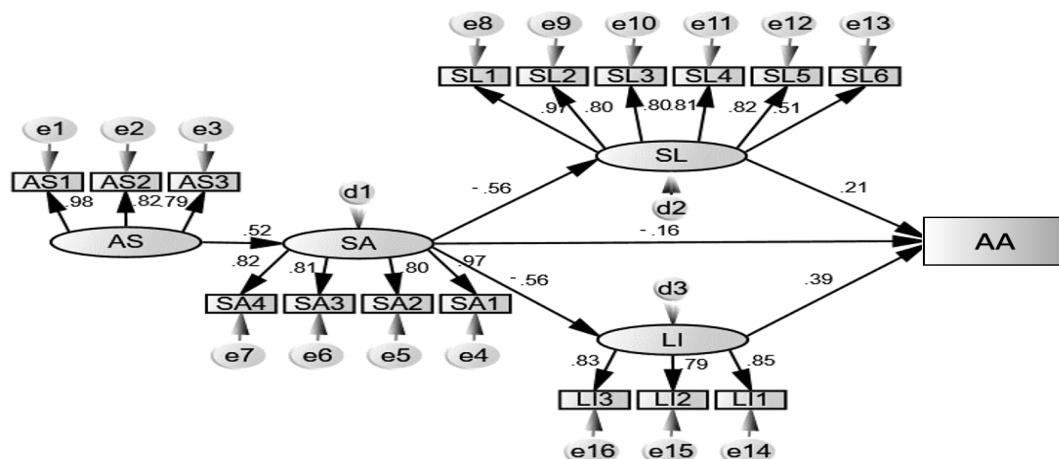 e8 e9 e10 e11 e12 e13
SL1 SL2 SL3 SL4 SL5 SL6
.97 .80 .80 .81 .82 .51
e1 e2 e3
SL
AS1 AS2 AS3
-.56
d1
.21
.98 .82 .79
d2
-.16
AS
.52
SA
AA
.82 .81 .80 .97
-.56
d3
.39
SA4 SA3 SA2 SA1
LI
e7 e6 e5 e4
.83 .79 .85
LI3 LI2 LI1
e16 e15 e14